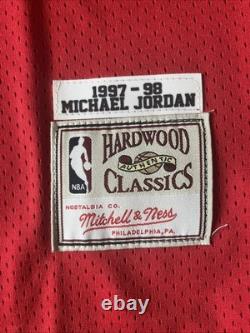 1997-98
MICHAEL JORDAN
NBA
HARDWOOD
AUTHENTIC
CLASSICS
NOSTALGIA CO.
Mitchell & Ness
PHILADELPHIA, PA.